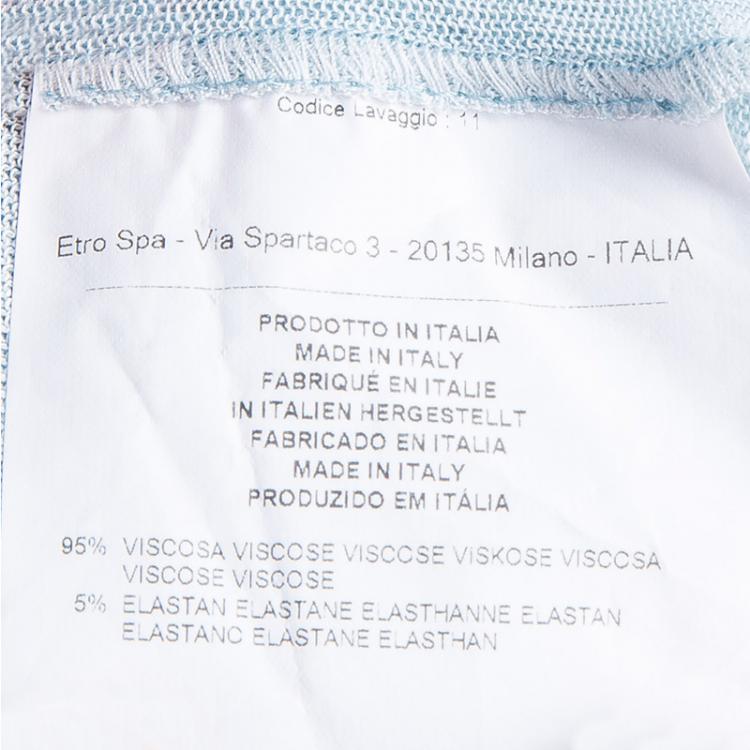 Codice Lavaggio : 11
Etro Spa - Via Spartaco 3 - 20135 Milano - ITALIA
PRODOTTO IN ITALIA
MADE IN ITALY
FABRIQUÉ EN ITALIE
IN ITALIEN HERGESTELLT
FABRICADO EN ITALIA
MADE IN ITALY
PRODUZIDO EM ITÁLIA
95% VISCOSA VISCOSE VISCOSE VISKOSE VISCOSA
VISCOSE VISCOSE
5% ELASTAN ELASTANE ELASTHANNE ELASTAN
ELASTANO ELASTANE ELASTHAN